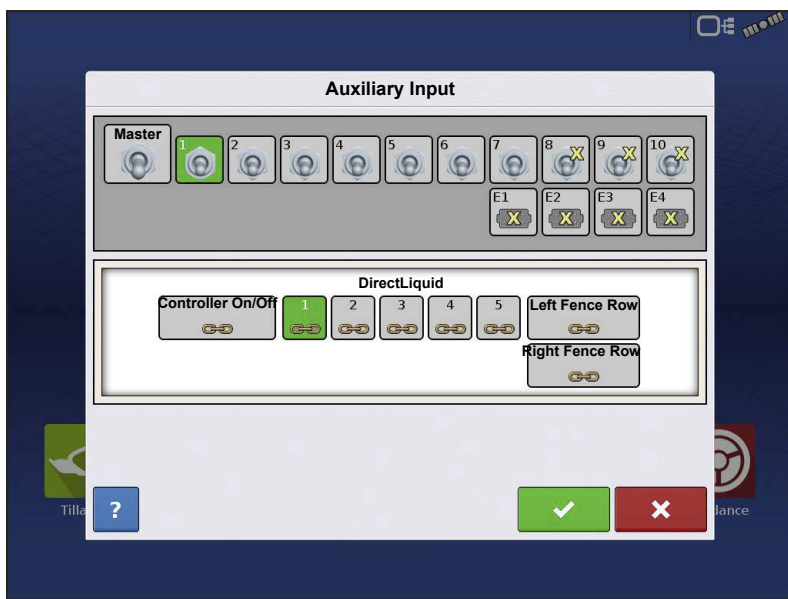 Auxiliary Input
Master 1 2 3 4 5 6 7 8 X 9 X 10 X
E1 X E2 X E3 X E4 X
DirectLiquid
Controller On/Off 1 2 3 4 5 Left Fence Row
Right Fence Row
Tilla dance
?